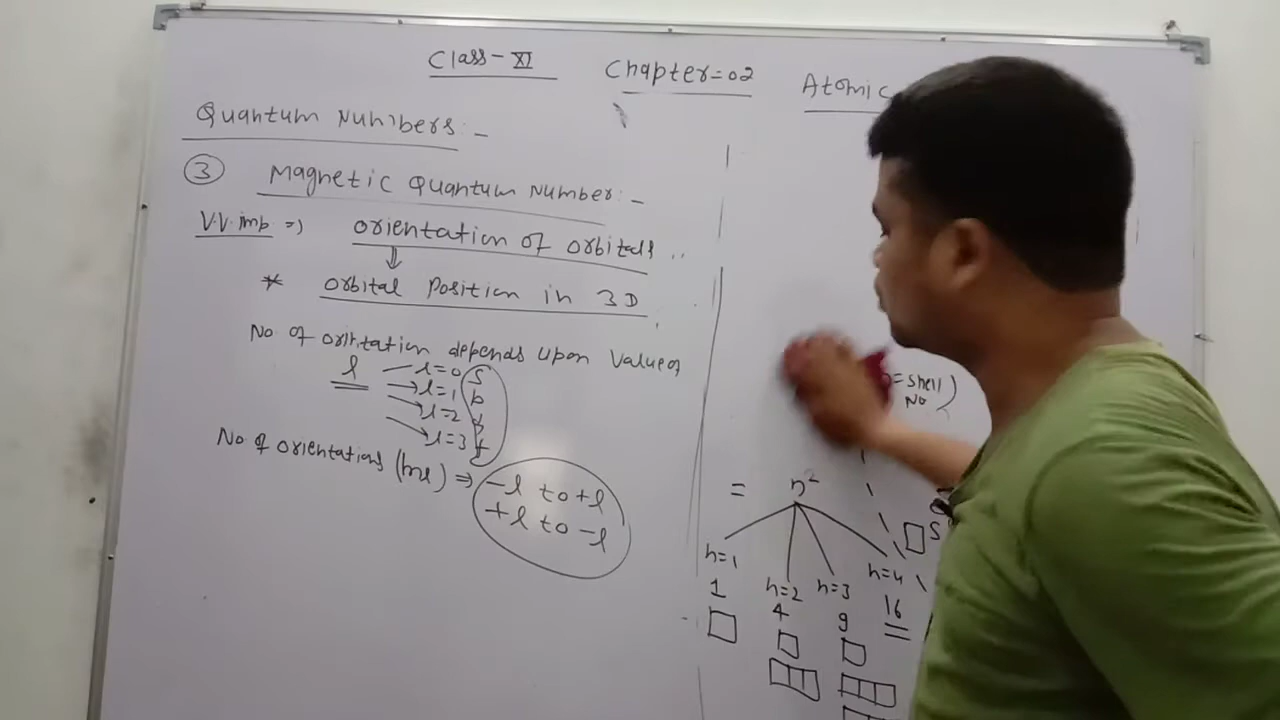 Class-XI Chapter=02 Atomic
Quantum Numbers:-
3 Magnetic Quantum Number:-
V.V.imp => orientation of orbitals..
* orbital Position in 3D
No of oritation depends upon Value of
l l=0 s
l=1 p
l=2 d
l=3 f
No of orientations (ml) => -l to +l
+l to -l
=shell)
No
= n²
n=1 n=2 n=3 n=4
1 4 9 16
S